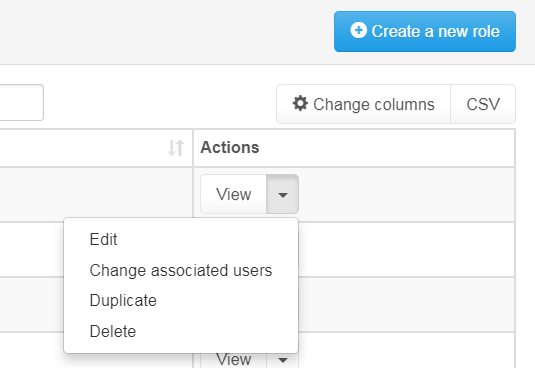 Create a new role
Change columns CSV
Actions
View
Edit
Change associated users
Duplicate
Delete
View